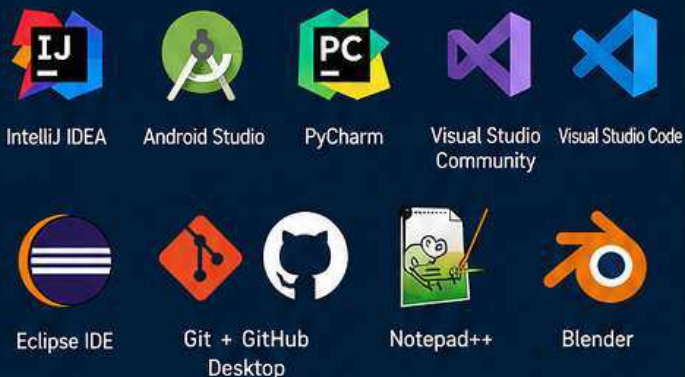 IJ
PC
IntelliJ IDEA
Android Studio
PyCharm
Visual Studio
Community
Visual Studio Code
Eclipse IDE
Git + GitHub
Desktop
Notepad++
Blender